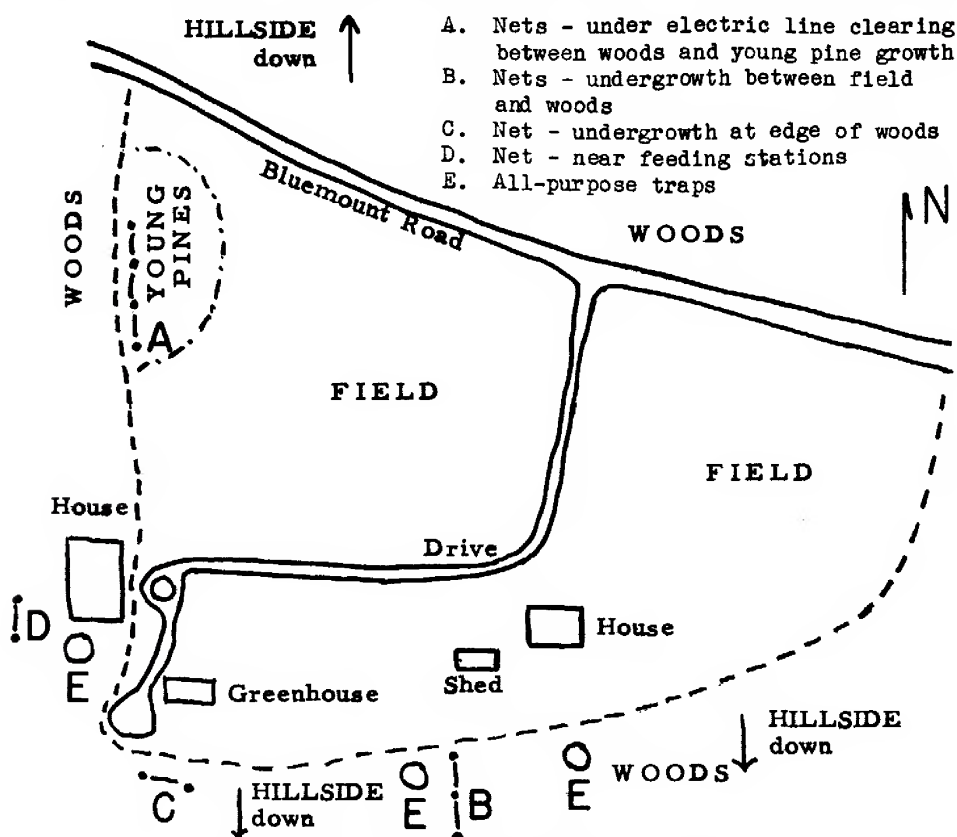 HILLSIDE
down
A. Nets - under electric line clearing
between woods and young pine growth
B. Nets - undergrowth between field
and woods
C. Net - undergrowth at edge of woods
D. Net - near feeding stations
E. All-purpose traps
N
WOODS
YOUNG
PINES
A
Bluemount Road
WOODS
FIELD
FIELD
House
Drive
D
E
House
Shed
Greenhouse
HILLSIDE
down
WOODS
C
HILLSIDE
down
E
B
E